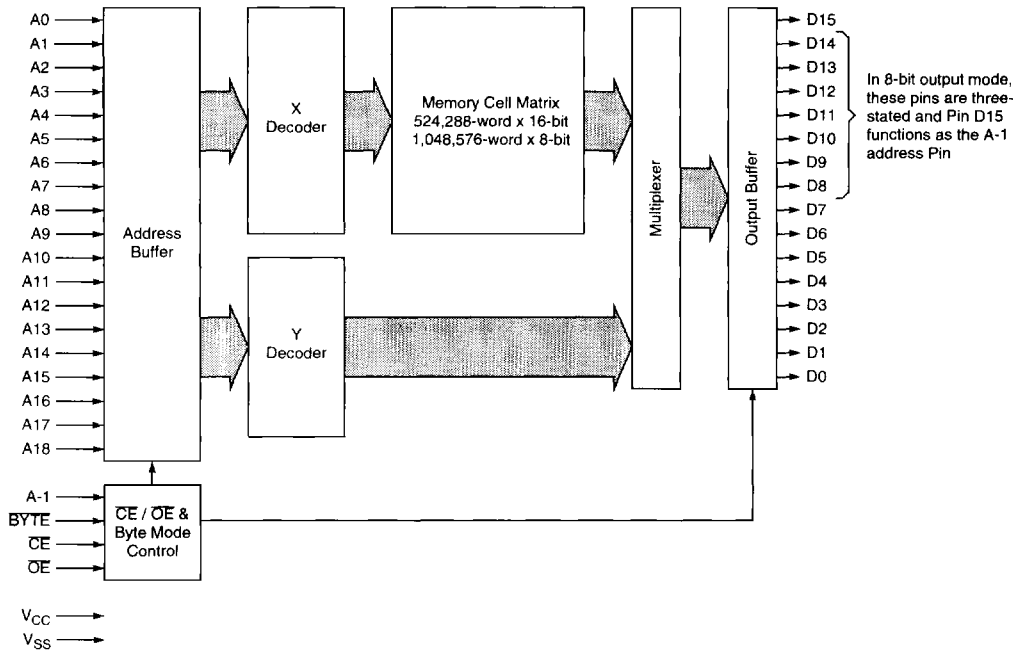 A0
A1
A2
A3
A4
A5
A6
A7
A8
A9
A10
A11
A12
A13
A14
A15
A16
A17
A18
A-1
BYTE
CE
OE
VCC
VSS
Address
Buffer
CE / OE &
Byte Mode
Control
X
Decoder
Y
Decoder
Memory Cell Matrix
524,288-word x 16-bit
1,048,576-word x 8-bit
Multiplexer
Output Buffer
D15
D14
D13
D12
D11
D10
D9
D8
D7
D6
D5
D4
D3
D2
D1
D0
In 8-bit output mode,
these pins are three-
stated and Pin D15
functions as the A-1
address Pin